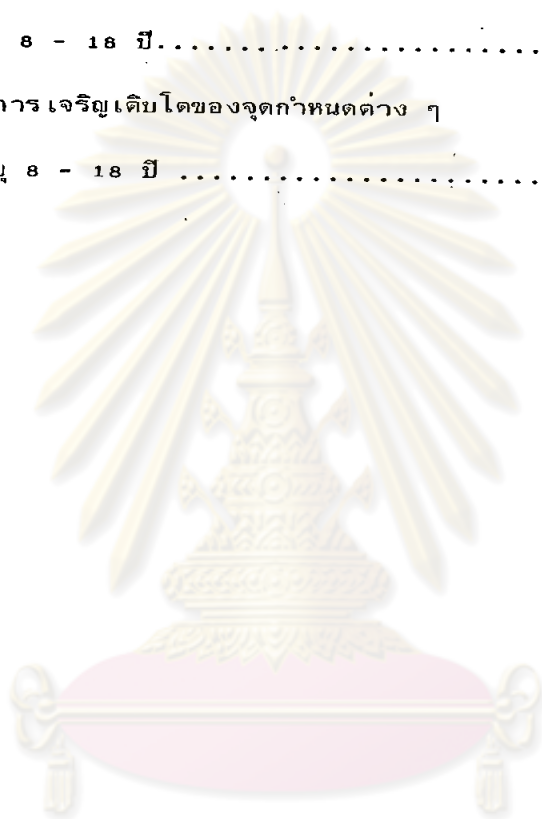 8 - 18 ปี..............................
การเจริญเติบโตของจุดกำหนดต่าง ๆ
8 - 18 ปี ............................